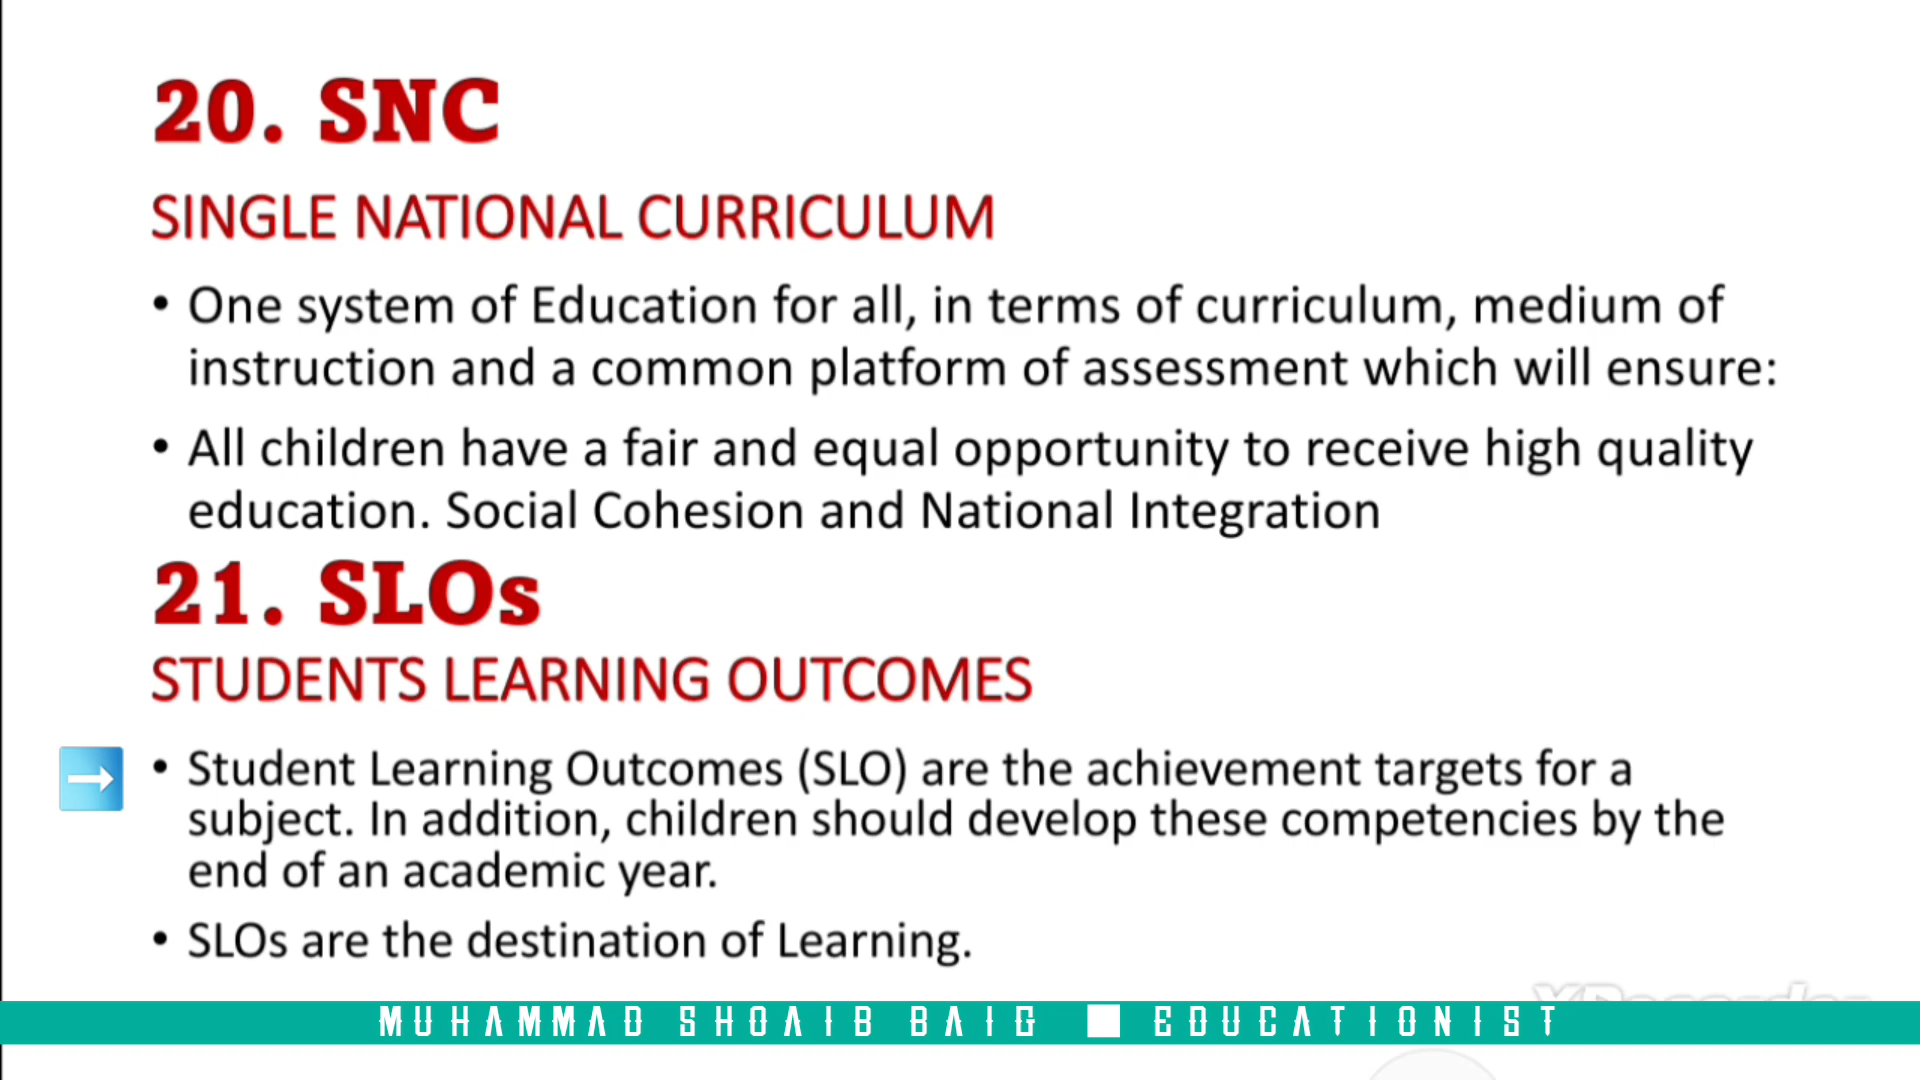 20. SNC
SINGLE NATIONAL CURRICULUM
• One system of Education for all, in terms of curriculum, medium of
instruction and a common platform of assessment which will ensure:
• All children have a fair and equal opportunity to receive high quality
education. Social Cohesion and National Integration
21. SLOs
STUDENTS LEARNING OUTCOMES
• Student Learning Outcomes (SLO) are the achievement targets for a
subject. In addition, children should develop these competencies by the
end of an academic year.
• SLOs are the destination of Learning.
MUHAMMAD SHOAIB BAIG EDUCATIONIST